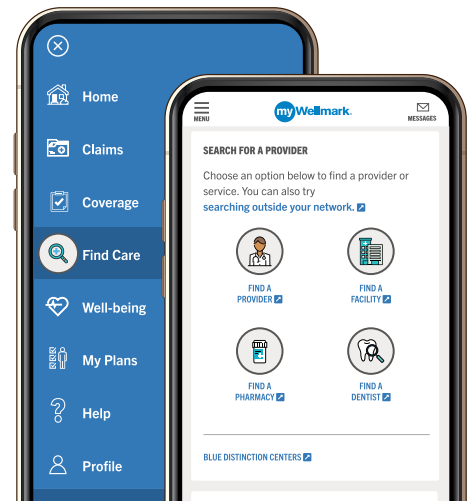 Home
Claims
Coverage
Find Care
Well-being
My Plans
Help
Profile
MENU
myWellmark.
MESSAGES
SEARCH FOR A PROVIDER
Choose an option below to find a provider or
service. You can also try
searching outside your network.
FIND A
PROVIDER
FIND A
FACILITY
FIND A
PHARMACY
FIND A
DENTIST
BLUE DISTINCTION CENTERS